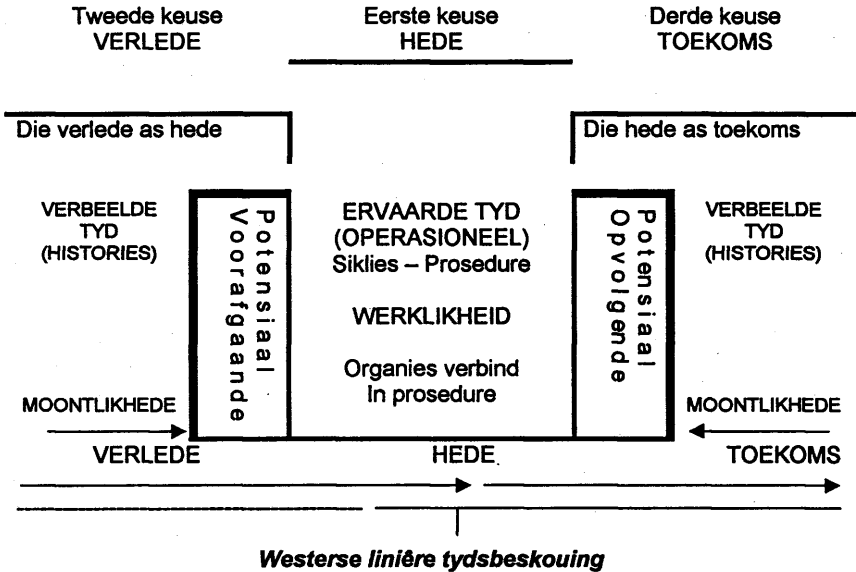 Tweede keuse
VERLEDE
Eerste keuse
HEDE
Derde keuse
TOEKOMS
Die verlede as hede
Die hede as toekoms
VERBEELDE
TYD
(HISTORIES)
Potensiaal
Voorafgaande
ERVAARDE TYD
(OPERASIONEEL)
Siklies – Prosedure
WERKLIKHEID
Organies verbind
In prosedure
Potensiaal
Opvolgende
VERBEELDE
TYD
(HISTORIES)
MOONTLIKHEDE
MOONTLIKHEDE
VERLEDE
HEDE
TOEKOMS
Westerse liniêre tydsbeskouing